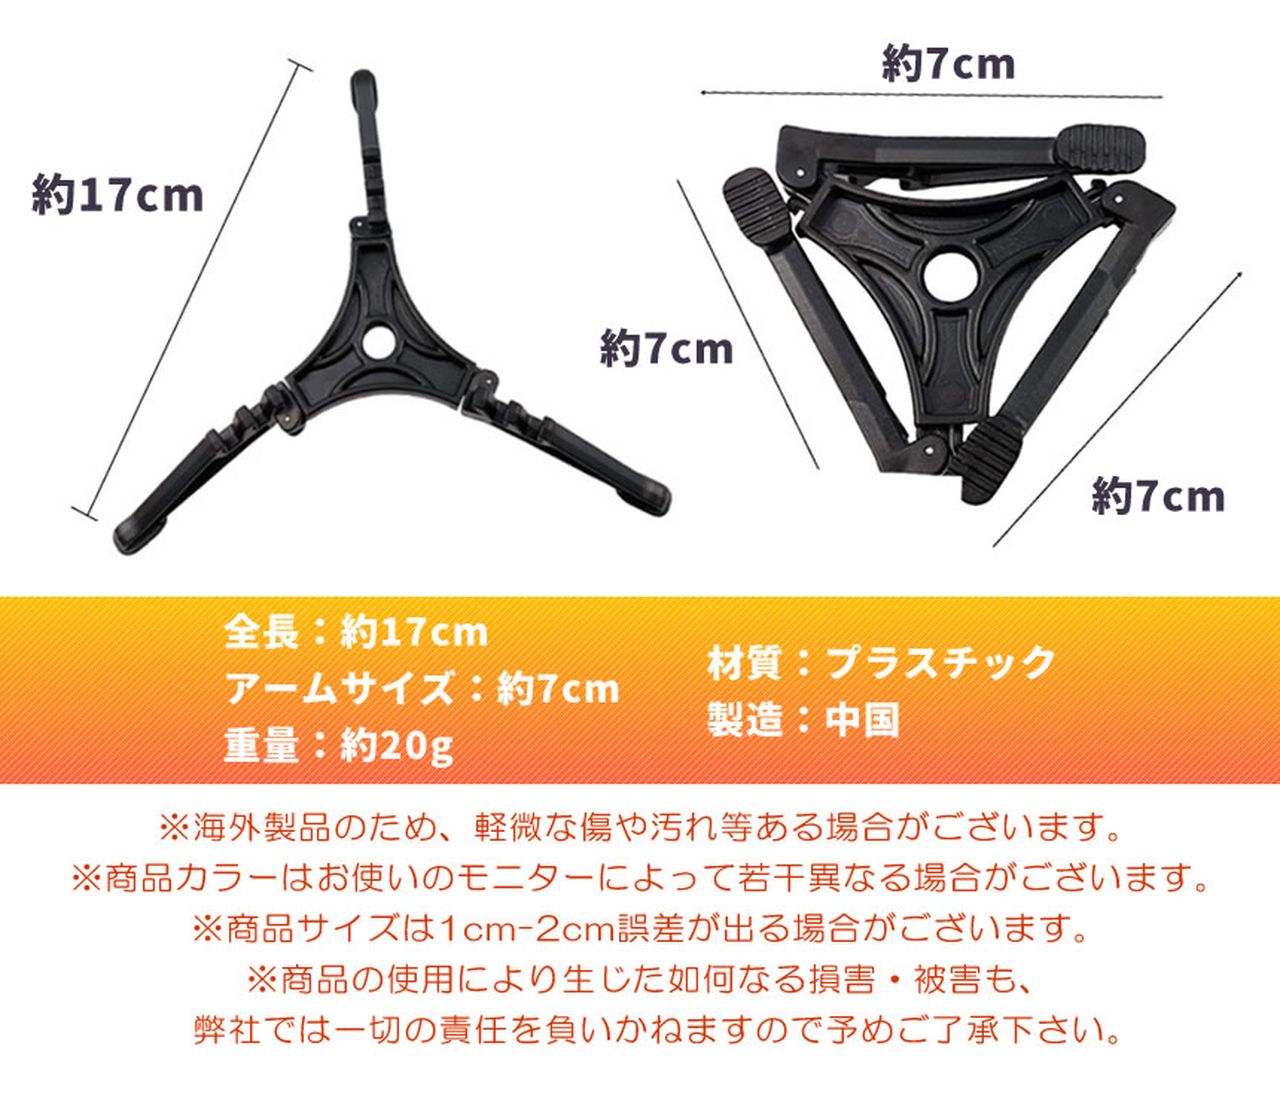 約17cm
約7cm
約7cm
約7cm
全長：約17cm
アームサイズ：約7cm
重量：約20g
材質：プラスチック
製造：中国
※海外製品のため、軽微な傷や汚れ等ある場合がございます。
※商品カラーはお使いのモニターによって若干異なる場合がございます。
※商品サイズは1cm-2cm誤差が出る場合がございます。
※商品の使用により生じた如何なる損害・被害も、
弊社では一切の責任を負いかねますので予めご了承下さい。